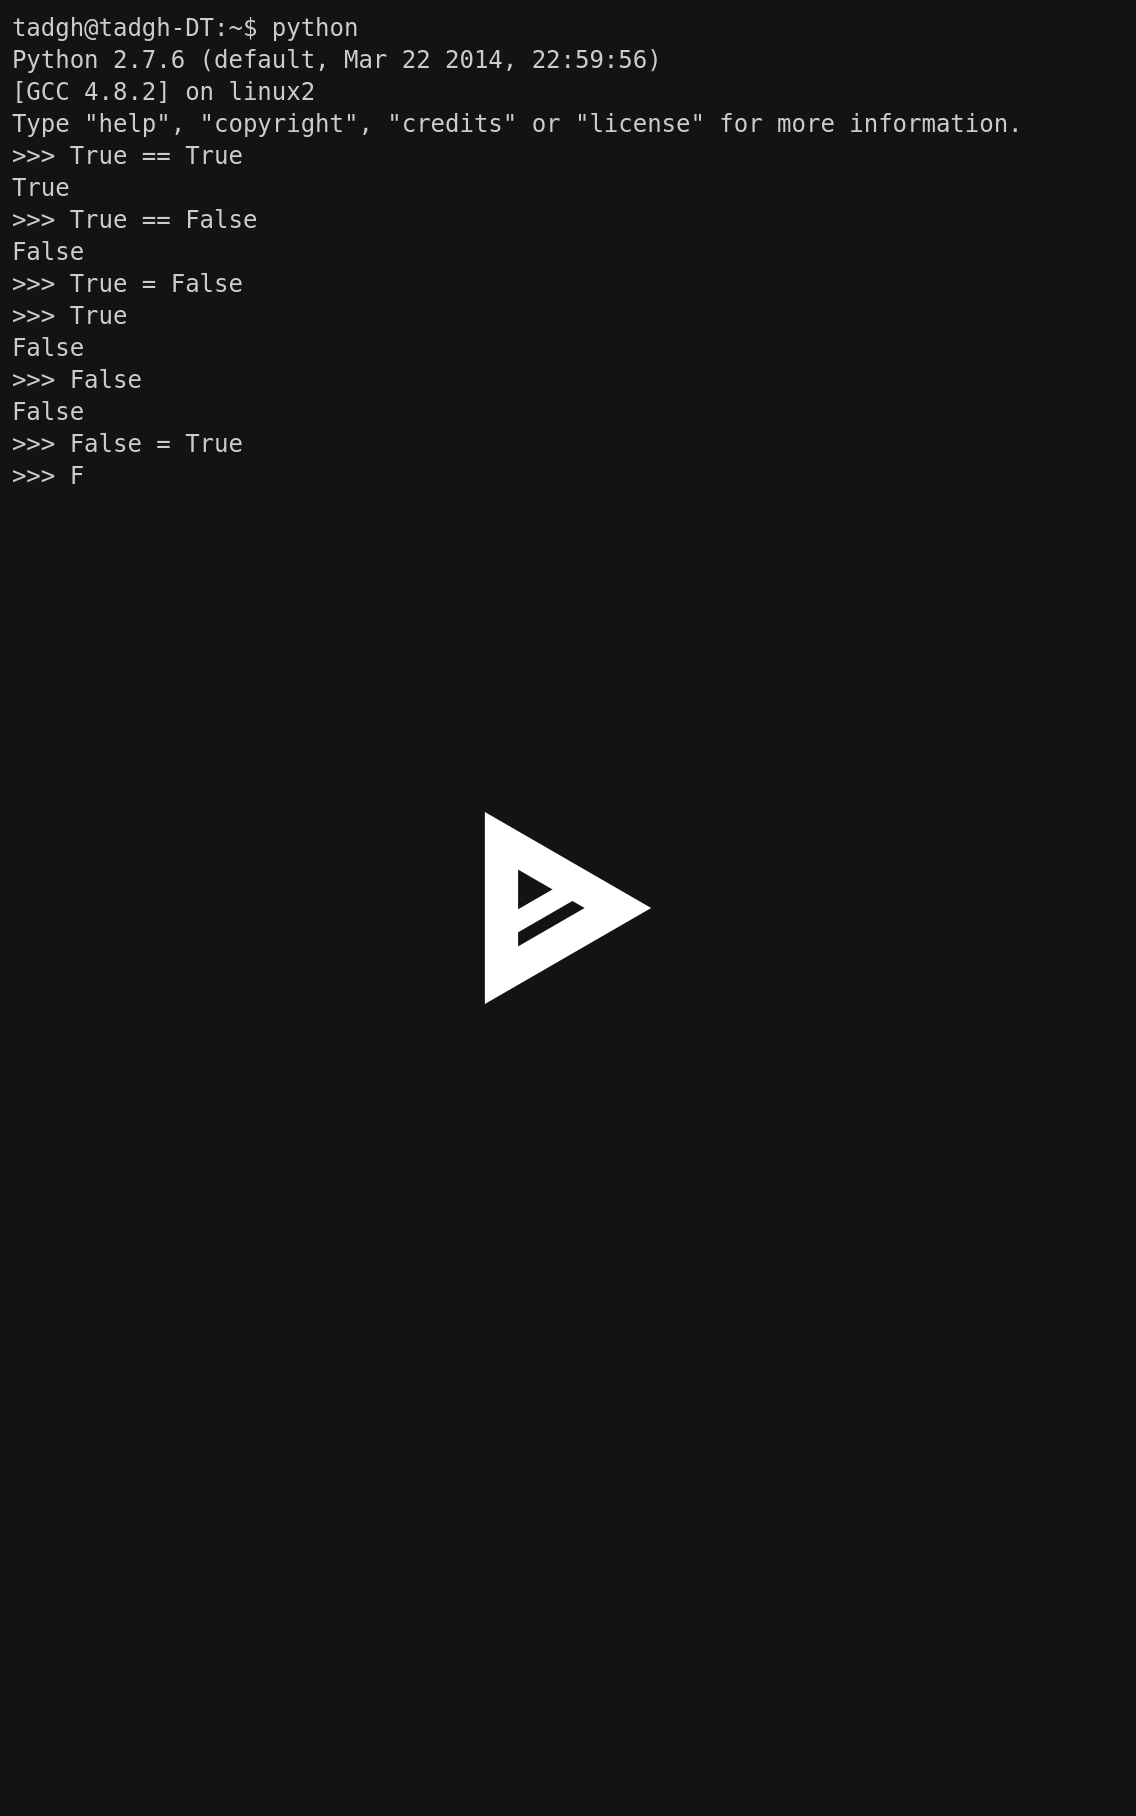 tadgh@tadgh-DT:~$ python
Python 2.7.6 (default, Mar 22 2014, 22:59:56)
[GCC 4.8.2] on linux2
Type "help", "copyright", "credits" or "license" for more information.
>>> True == True
True
>>> True == False
False
>>> True = False
>>> True
False
>>> False
False
>>> False = True
>>> F